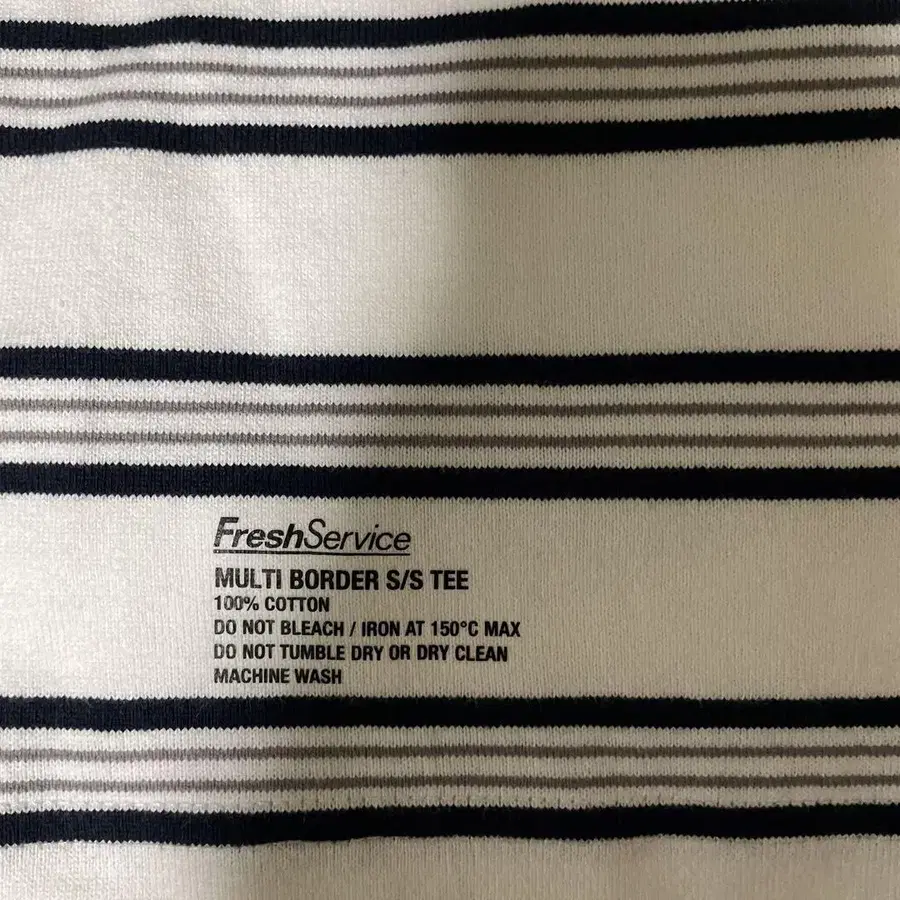 FreshService
MULTI BORDER S/S TEE
100% COTTON
DO NOT BLEACH / IRON AT 150°C MAX
DO NOT TUMBLE DRY OR DRY CLEAN
MACHINE WASH